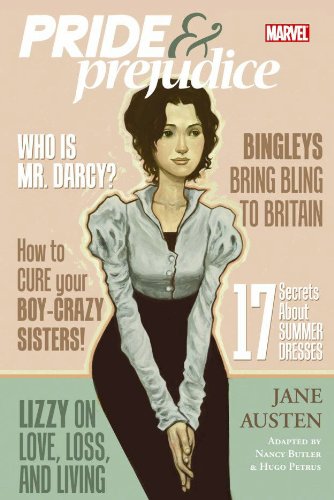 PRIDE &
prejudice
MARVEL
WHO IS
MR. DARCY?
BINGLEYS
BRING BLING
TO BRITAIN
How to
CURE your
BOY-CRAZY
SISTERS!
17 Secrets
About
SUMMER
DRESSES
LIZZY ON
LOVE, LOSS,
AND LIVING
JANE
AUSTEN
ADAPTED BY
NANCY BUTLER
& HUGO PETRUS